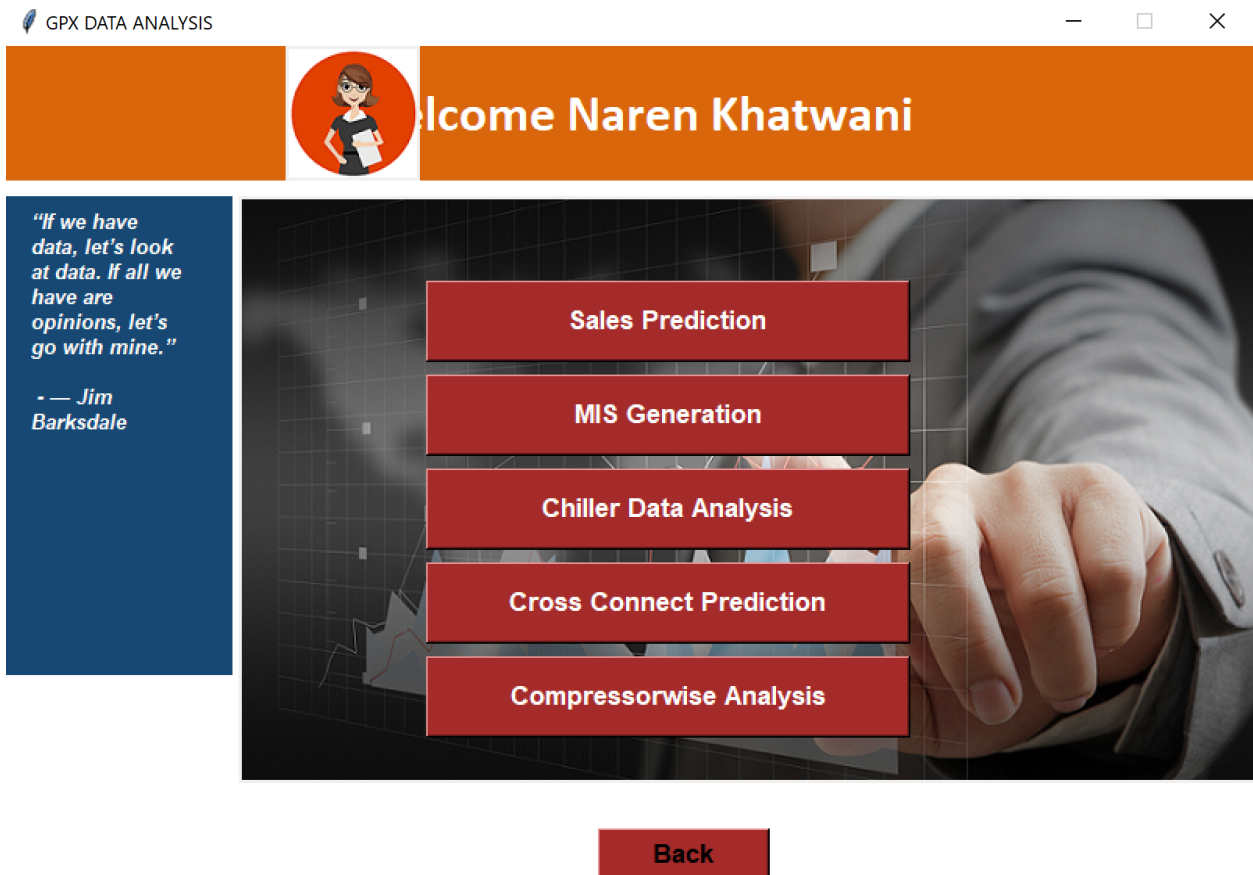 GPX DATA ANALYSIS
elcome Naren Khatwani
“If we have
data, let’s look
at data. If all we
have are
opinions, let’s
go with mine.”
- — Jim
Barksdale
Sales Prediction
MIS Generation
Chiller Data Analysis
Cross Connect Prediction
Compressorwise Analysis
Back